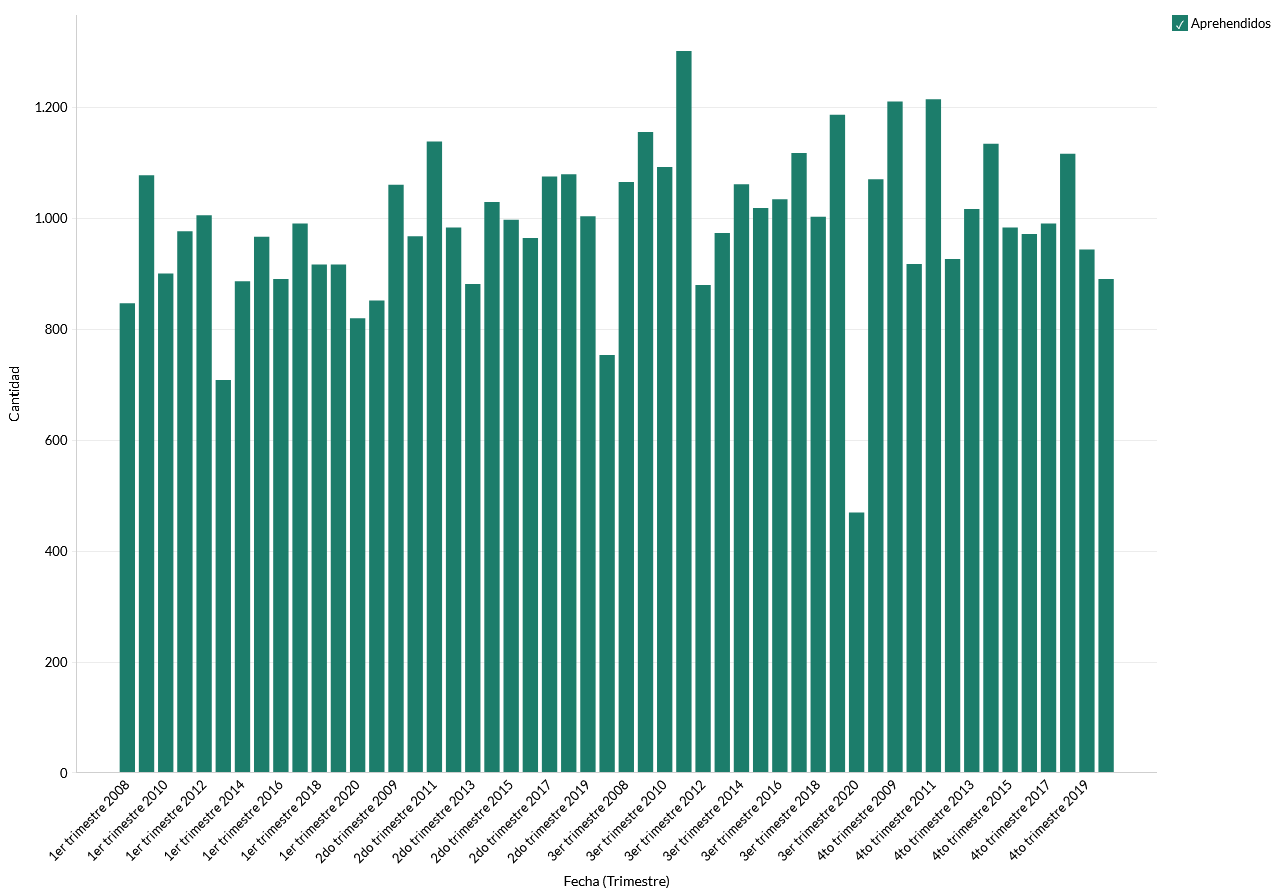 Aprehendidos
1.200
1.000
800
600
400
200
0
Cantidad
1er trimestre 2008
1er trimestre 2010
1er trimestre 2012
1er trimestre 2014
1er trimestre 2016
1er trimestre 2018
1er trimestre 2020
2do trimestre 2009
2do trimestre 2011
2do trimestre 2013
2do trimestre 2015
2do trimestre 2017
2do trimestre 2019
3er trimestre 2008
3er trimestre 2010
3er trimestre 2012
3er trimestre 2014
3er trimestre 2016
3er trimestre 2018
3er trimestre 2020
4to trimestre 2009
4to trimestre 2011
4to trimestre 2013
4to trimestre 2015
4to trimestre 2017
4to trimestre 2019
Fecha (Trimestre)